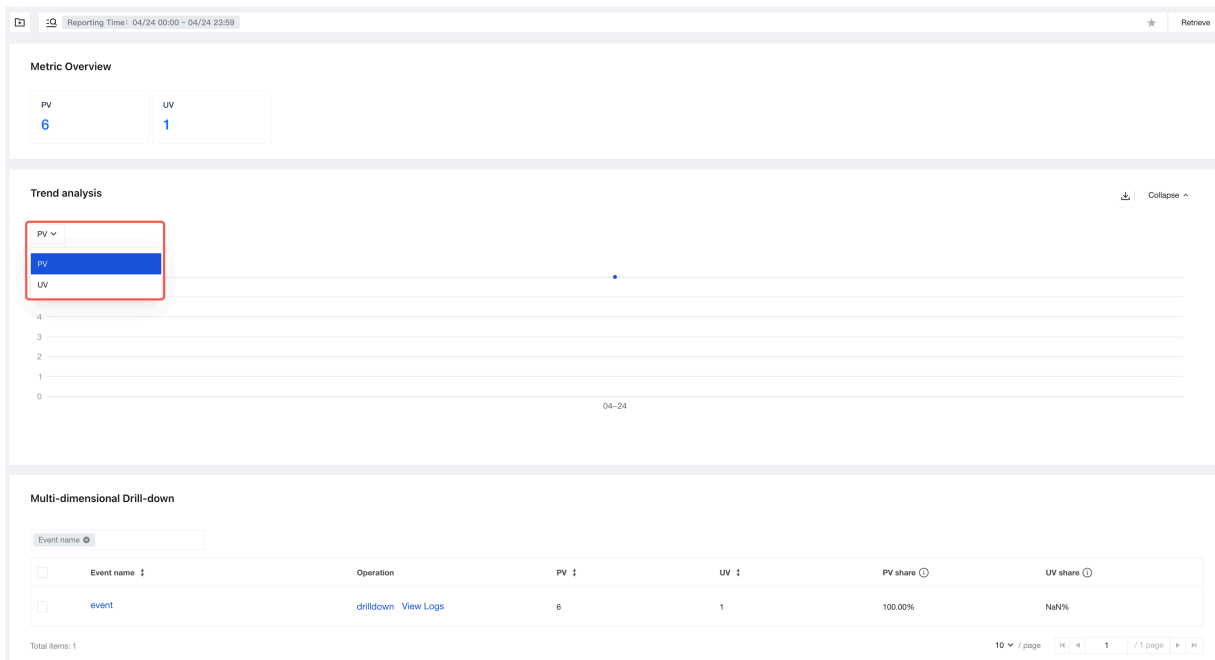 Reporting Time: 04/24 00:00 ~ 04/24 23:59 Retrieve
Metric Overview
PV UV
6 1
Trend analysis
Collapse
PV
PV
UV
4
3
2
1
0
04-24
Multi-dimensional Drill-down
Event name
Event name Operation PV UV PV share UV share
event drilldown View Logs 6 1 100.00% NaN%
Total items: 1 10 / page 1 / 1 page